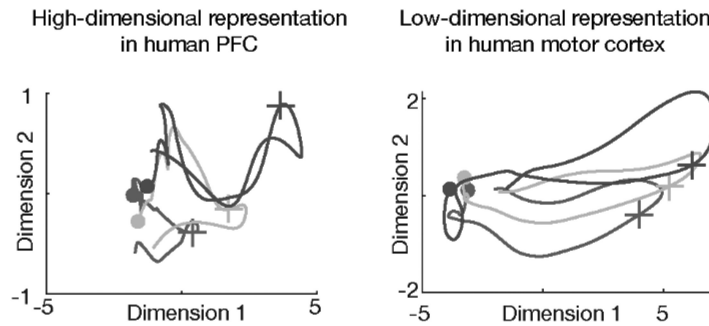 High-dimensional representation
in human PFC
Low-dimensional representation
in human motor cortex
1
Dimension 2
-1
-5
Dimension 1
5
2
Dimension 2
-2
-5
Dimension 1
5